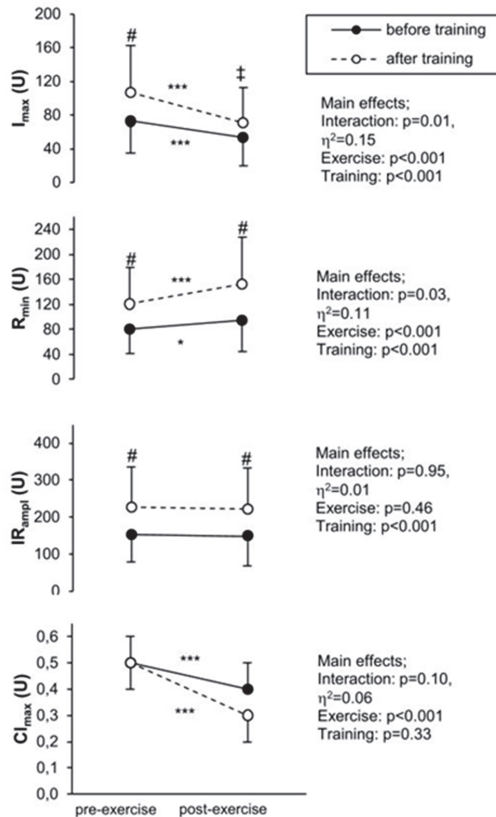 before training
after training
200
160
120
80
40
0
Imax (U)
#
***
***
‡
Main effects;
Interaction: p=0.01,
η²=0.15
Exercise: p<0.001
Training: p<0.001
240
200
160
120
80
40
0
Rmin (U)
#
***
*
#
Main effects;
Interaction: p=0.03,
η²=0.11
Exercise: p<0.001
Training: p<0.001
400
300
200
100
0
IRampl (U)
#
#
Main effects;
Interaction: p=0.95,
η²=0.01
Exercise: p=0.46
Training: p<0.001
0,6
0,5
0,4
0,3
0,2
0,1
0,0
CImax (U)
***
***
Main effects;
Interaction: p=0.10,
η²=0.06
Exercise: p<0.001
Training: p=0.33
pre-exercise post-exercise